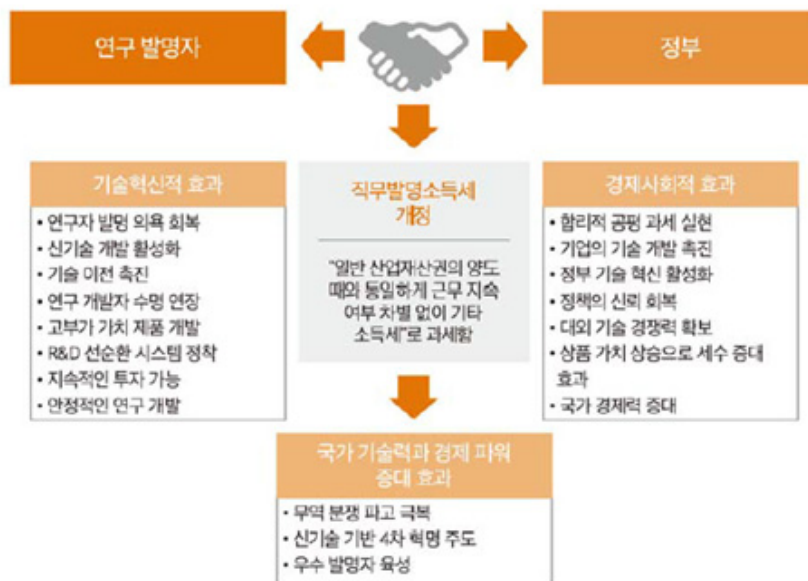 연구 발명자
정부
기술혁신적 효과
• 연구자 발명 의욕 회복
• 신기술 개발 활성화
• 기술 이전 촉진
• 연구 개발자 수명 연장
• 고부가 가치 제품 개발
• R&D 선순환 시스템 정착
• 지속적인 투자 가능
• 안정적인 연구 개발
직무발명소득세
개정
"일반 산업재산권의 양도
때와 동일하게 근무 지속
여부 차별 없이 기타
소득세"로 과세함
경제사회적 효과
• 합리적 공평 과세 실현
• 기업의 기술 개발 촉진
• 정부 기술 혁신 활성화
• 정책의 신뢰 회복
• 대외 기술 경쟁력 확보
• 상품 가치 상승으로 세수 증대
효과
• 국가 경제력 증대
국가 기술력과 경제 파워
증대 효과
• 무역 분쟁 파고 극복
• 신기술 기반 4차 혁명 주도
• 우수 발명자 육성